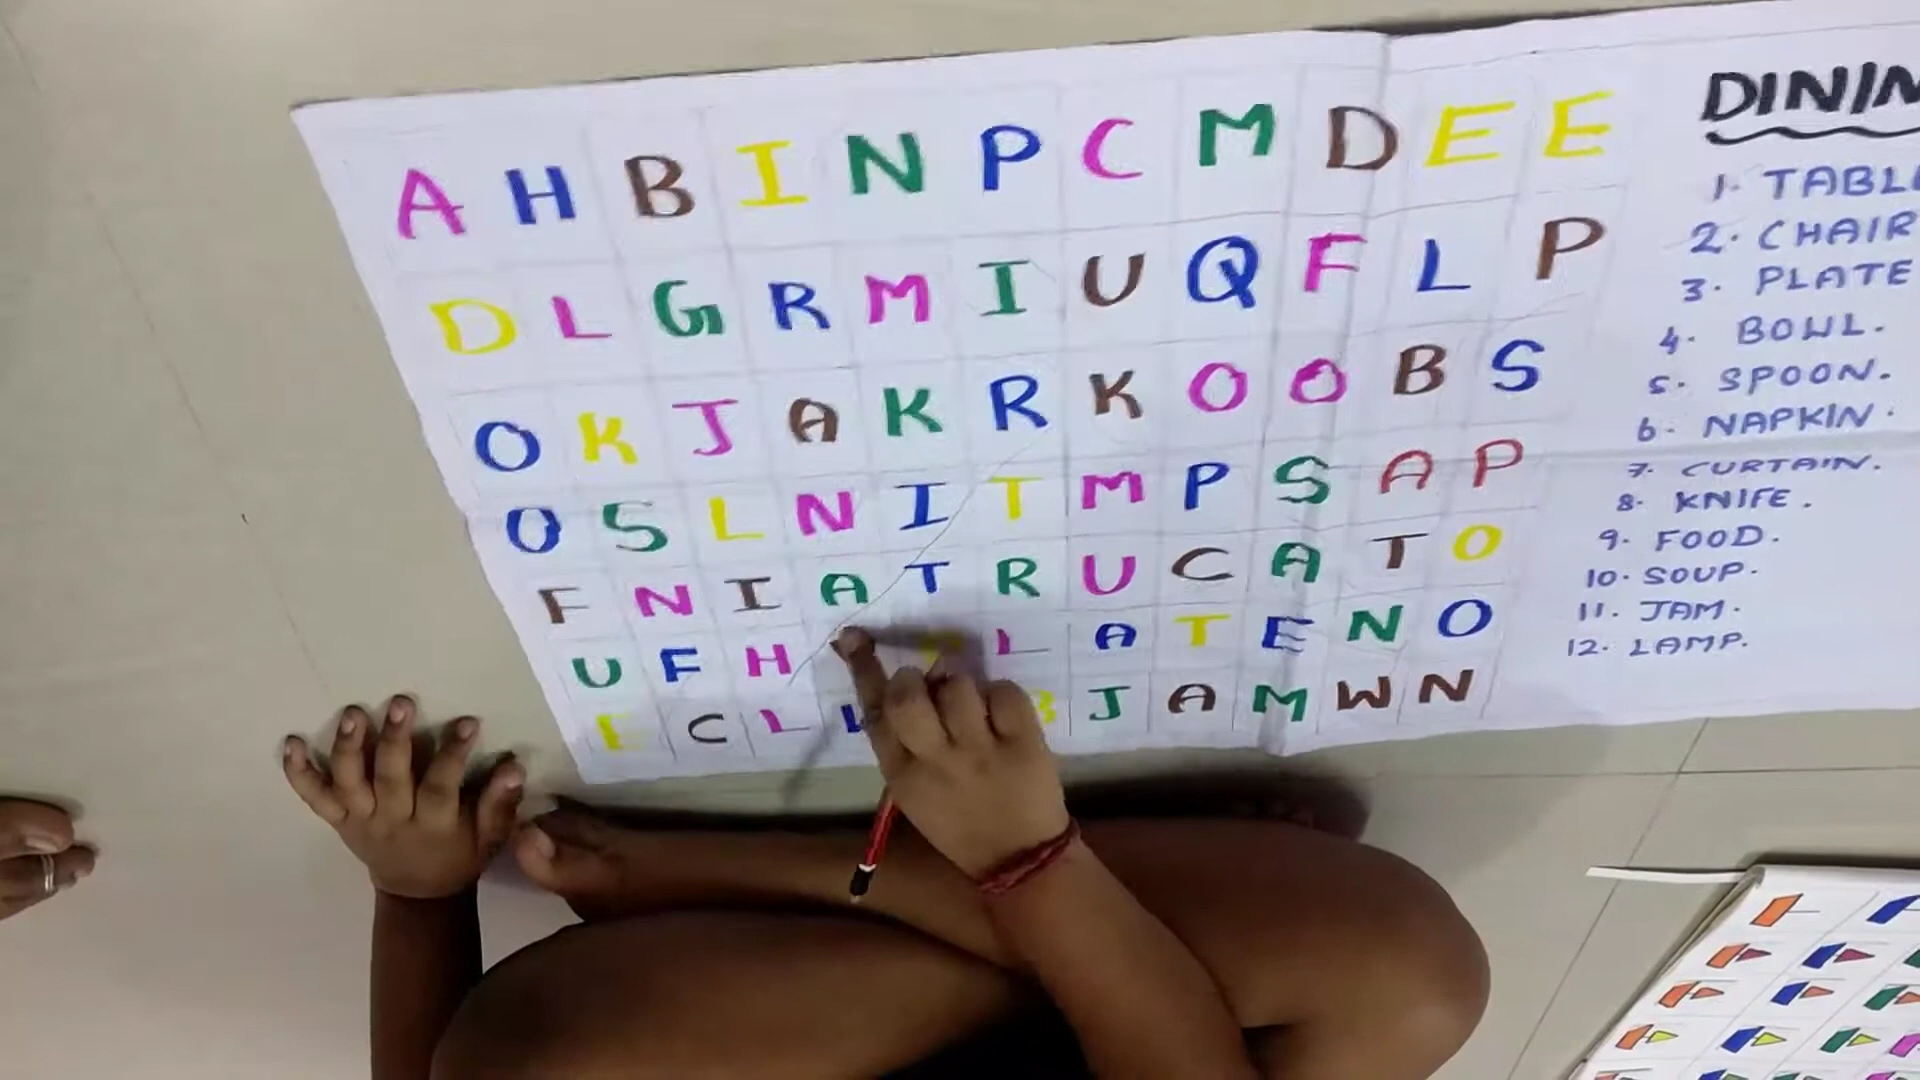 A H B I N P C M D E E
D L G R M I U Q F L P
O K J A K R K O O B S
O S L N I T M P S A P
F N I A T R U C A T O
U F H L A T E N O
E C L B J A M W N
DININ
1. TABLE
2. CHAIR
3. PLATE
4. BOWL.
5. SPOON.
6. NAPKIN.
7. CURTAIN.
8. KNIFE.
9. FOOD.
10. SOUP.
11. JAM.
12. LAMP.